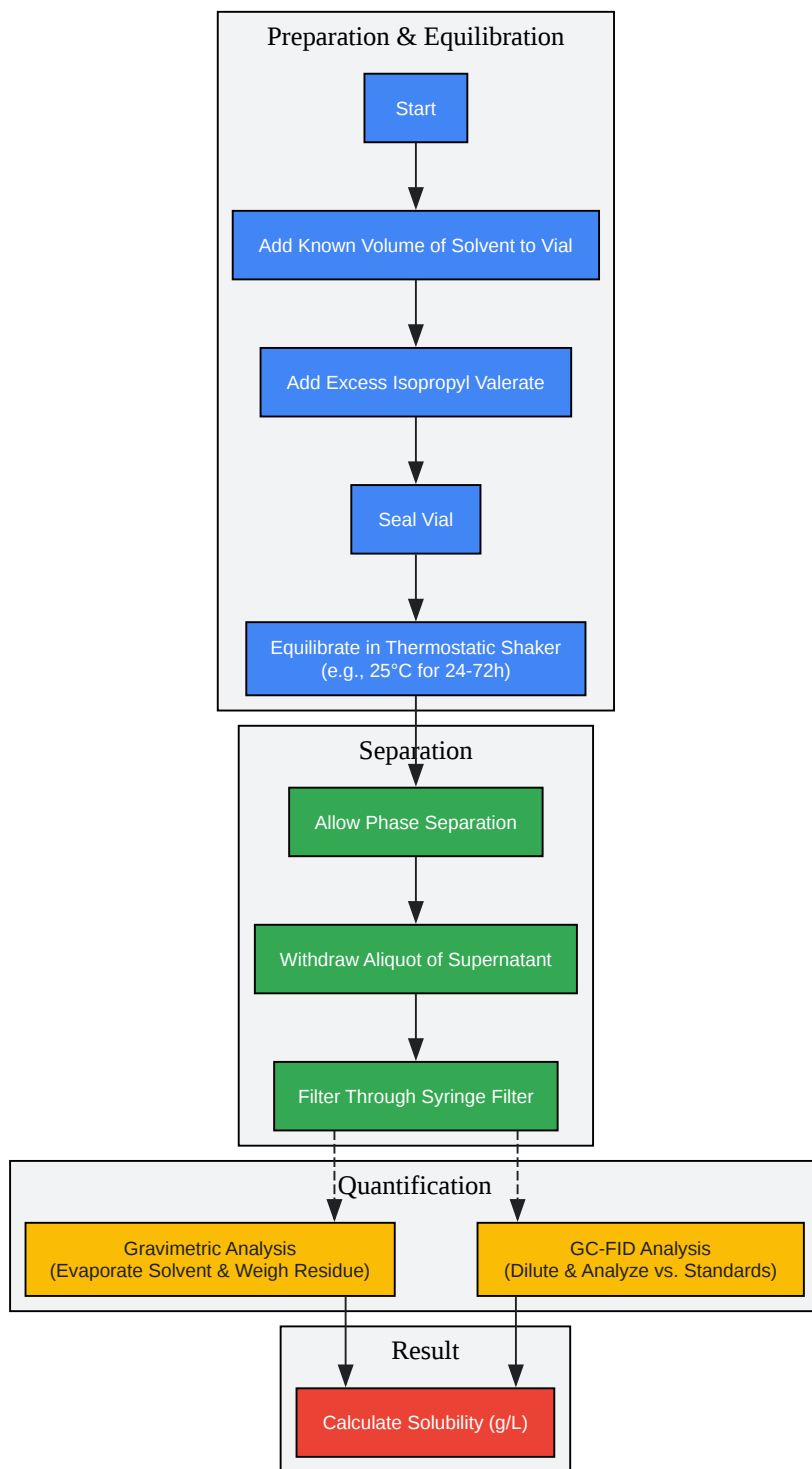 Preparation & Equilibration
Start
Add Known Volume of Solvent to Vial
Add Excess Isopropyl Valerate
Seal Vial
Equilibrate in Thermostatic Shaker
(e.g., 25°C for 24-72h)
Separation
Allow Phase Separation
Withdraw Aliquot of Supernatant
Filter Through Syringe Filter
Quantification
Gravimetric Analysis
(Evaporate Solvent & Weigh Residue)
GC-FID Analysis
(Dilute & Analyze vs. Standards)
Result
Calculate Solubility (g/L)